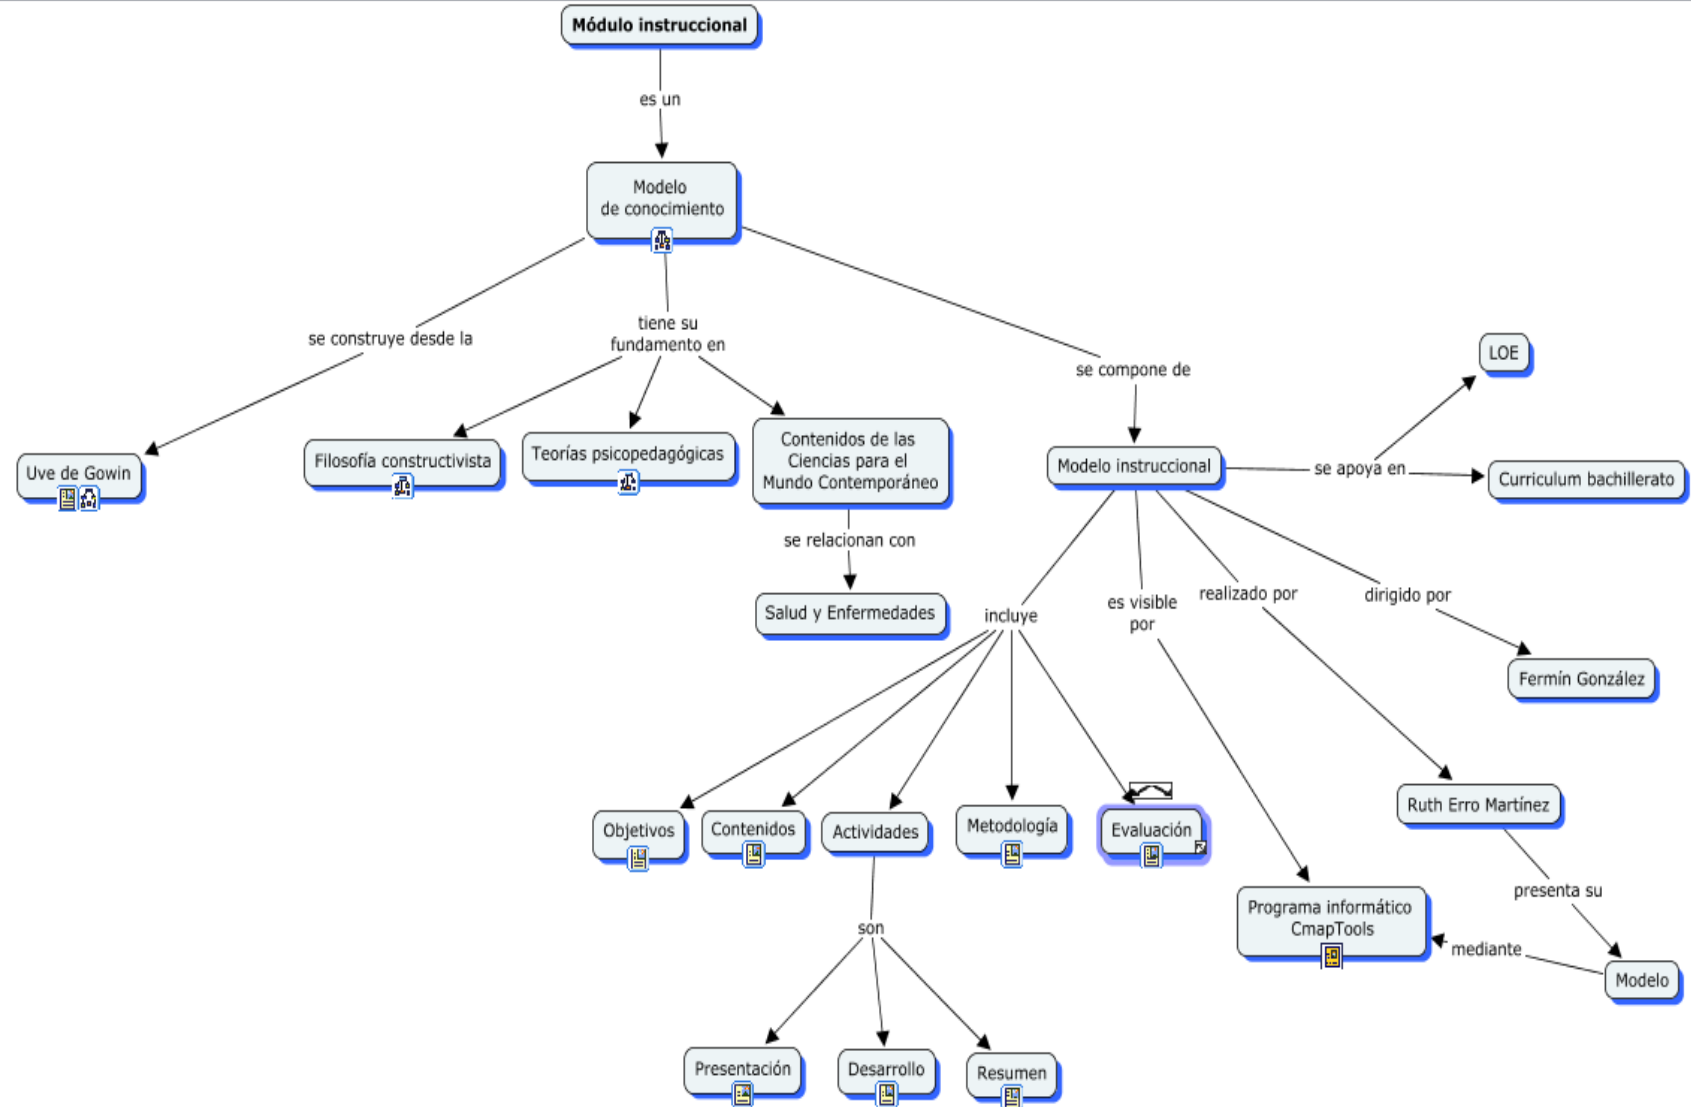 Módulo instruccional
es un
Modelo
de conocimiento
se construye desde la
tiene su
fundamento en
se compone de
LOE
se apoya en
Curriculum bachillerato
Uve de Gowin
Filosofía constructivista
Teorías psicopedagógicas
Contenidos de las
Ciencias para el
Mundo Contemporáneo
Modelo instruccional
se relacionan con
Salud y Enfermedades
incluye
es visible
por
realizado por
dirigido por
Fermín González
Objetivos
Contenidos
Actividades
Metodología
Evaluación
Ruth Erro Martínez
presenta su
Programa informático
CmapTools
mediante
Modelo
son
Presentación
Desarrollo
Resumen